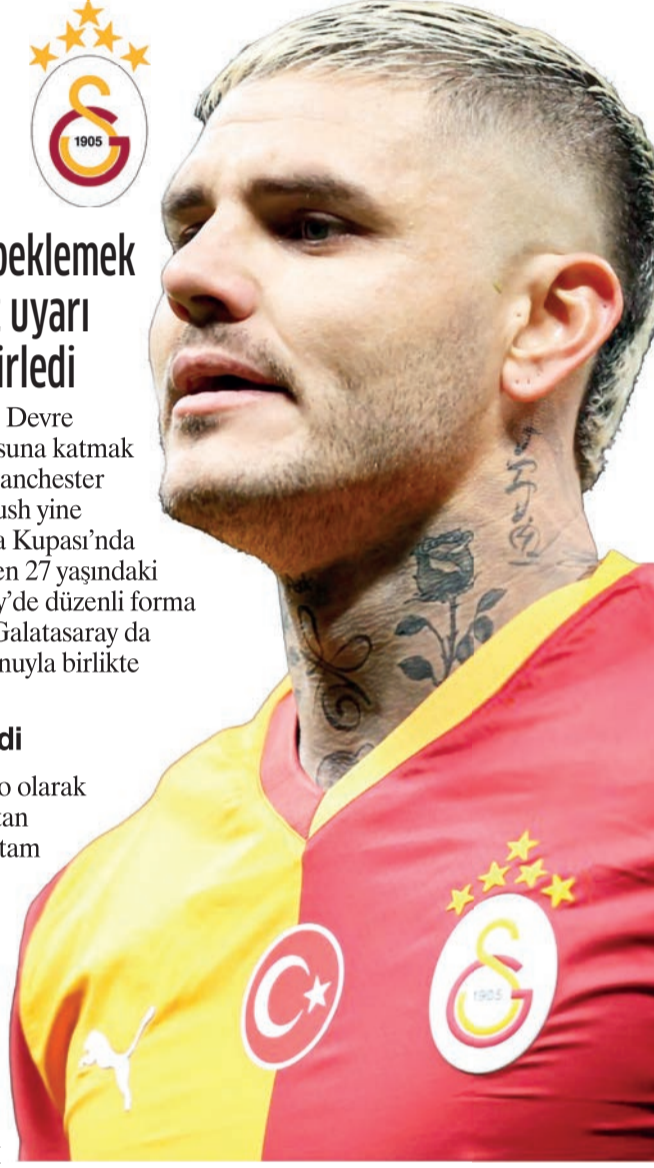 1905
beklemek
uyarı
irledi
Devre
suna katmak
anchester
ush yine
a Kupası'nda
en 27 yaşındaki
y'de düzenli forma
Galatasaray da
nuyla birlikte
di
o olarak
tan
tam
1905